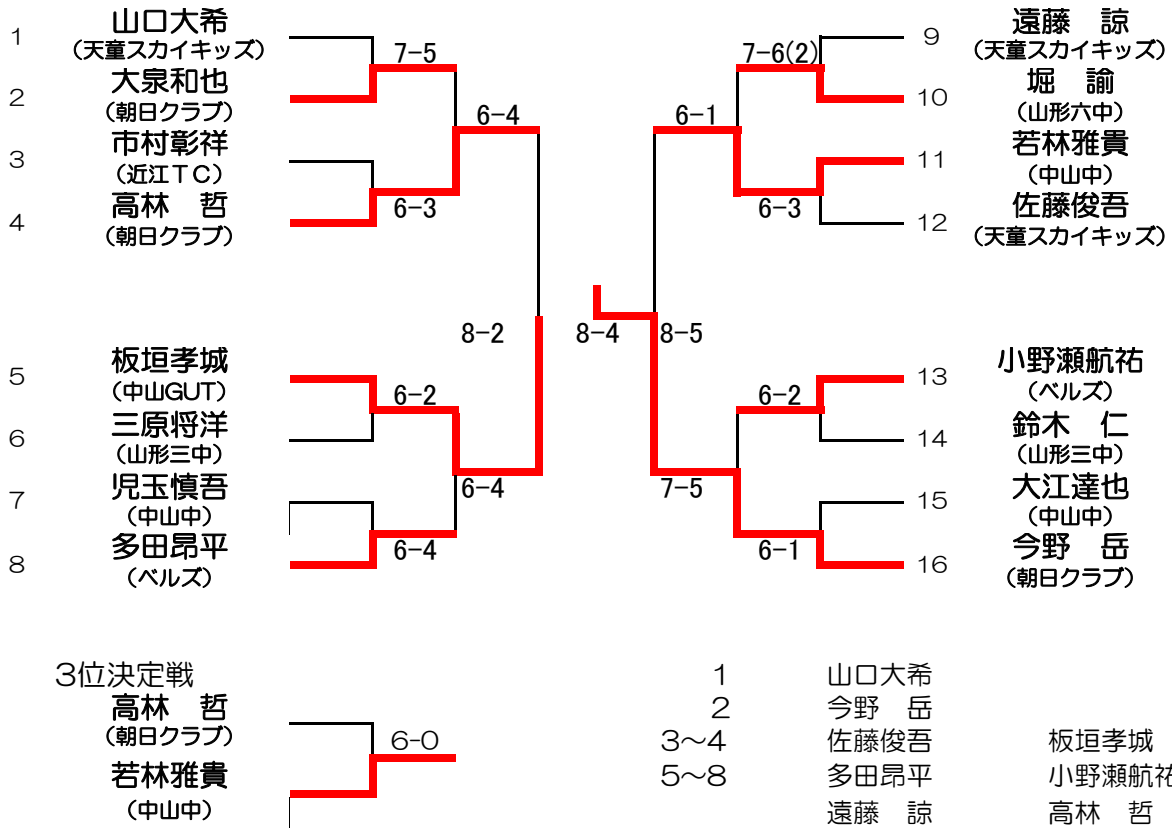 1 山口大希
(天童スカイキッズ)
2 大泉和也
(朝日クラブ)
3 市村彰祥
(近江TC)
4 高林 哲
(朝日クラブ)
7-5
6-3
6-4
5 板垣孝城
(中山GUT)
6 三原将洋
(山形三中)
7 児玉慎吾
(中山中)
8 多田昂平
(ベルズ)
6-2
6-4
6-4
8-2
8-4
8-5
7-6(2)
6-1
6-3
遠藤 諒 9
(天童スカイキッズ)
堀 諭 10
(山形六中)
若林雅貴 11
(中山中)
佐藤俊吾 12
(天童スカイキッズ)
6-2
7-5
6-1
小野瀬航祐 13
(ベルズ)
鈴木 仁 14
(山形三中)
大江達也 15
(中山中)
今野 岳 16
(朝日クラブ)
3位決定戦
高林 哲
(朝日クラブ)
6-0
若林雅貴
(中山中)
1 山口大希
2 今野 岳
3~4 佐藤俊吾 板垣孝城
5~8 多田昂平 小野瀬航祐
遠藤 諒 高林 哲